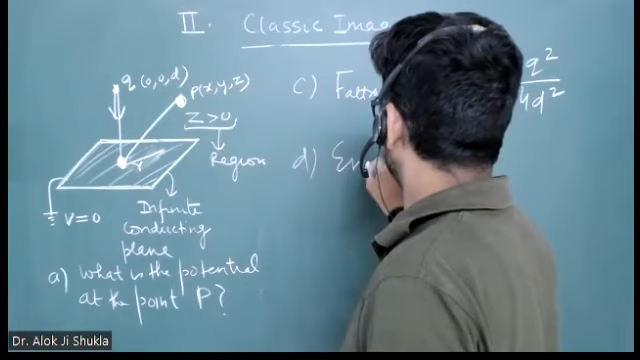 II. Classic Ima
q (0,0,d)
P(x,y,z)
Z>0
Region
V=0
Infinite
conducting
plane
a) What is the potential
at the point P?
c)
q²
4d²
d)
Dr. Alok Ji Shukla